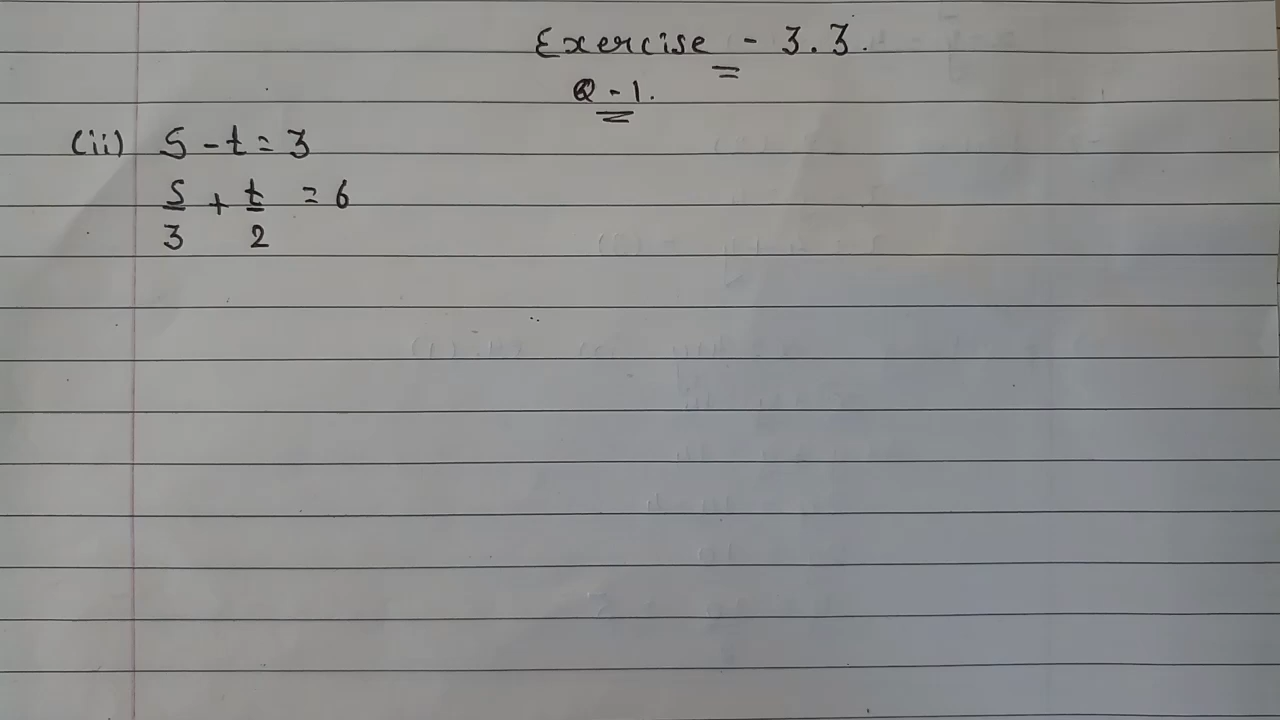 Exercise - 3.3.
Q-1.
(ii) S - t = 3
S/3 + t/2 = 6